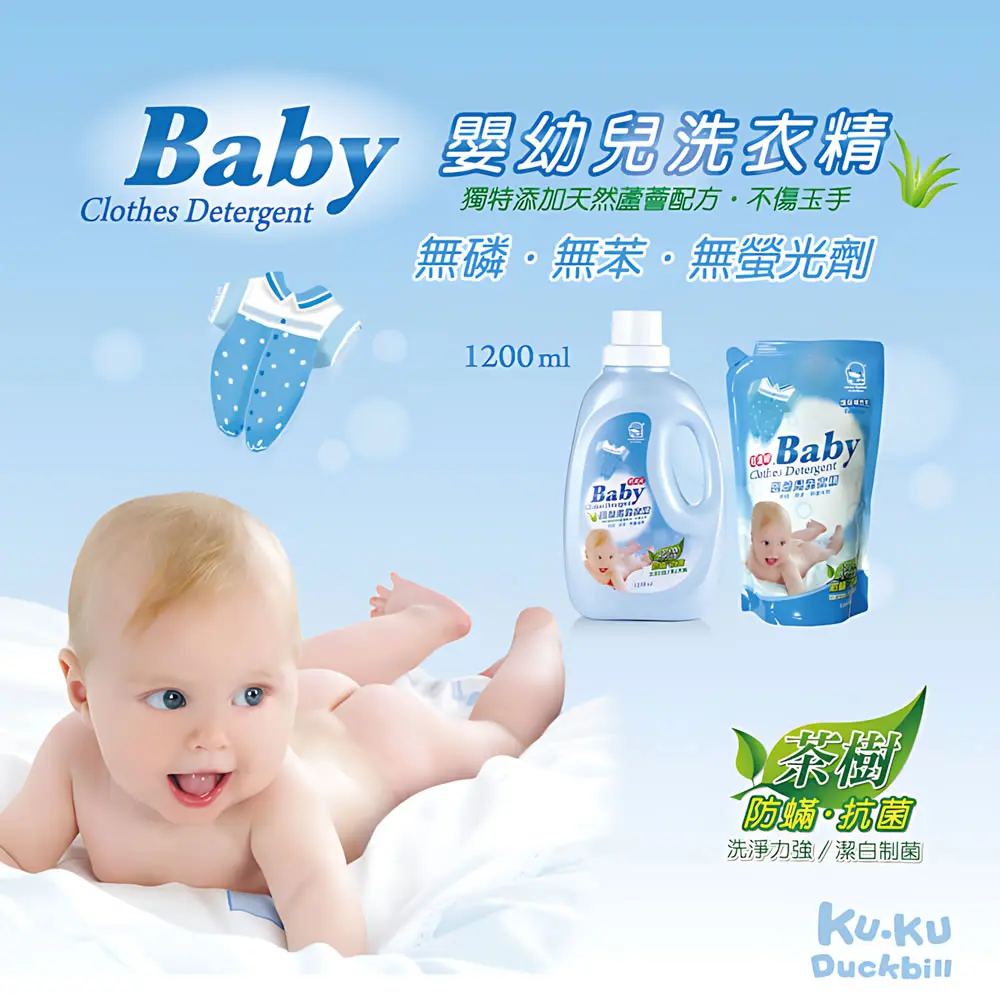 Baby
Clothes Detergent
嬰幼兒洗衣精
獨特添加天然蘆薈配方・不傷玉手
無磷・無苯・無螢光劑
1200 ml
Baby
Baby
Clothes Detergent
茶樹
防蟎・抗菌
洗淨力強/潔白制菌
Ku.Ku
Duckbill